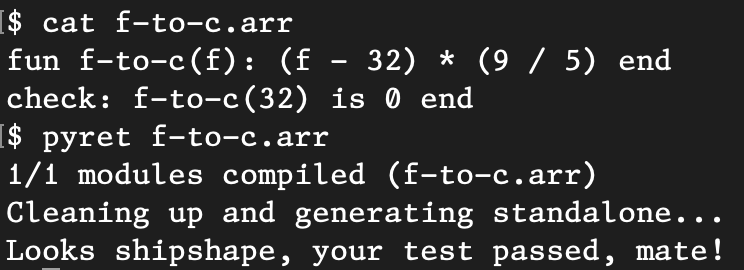 $ cat f-to-c.arr
fun f-to-c(f): (f - 32) * (9 / 5) end
check: f-to-c(32) is 0 end
$ pyret f-to-c.arr
1/1 modules compiled (f-to-c.arr)
Cleaning up and generating standalone...
Looks shipshape, your test passed, mate!